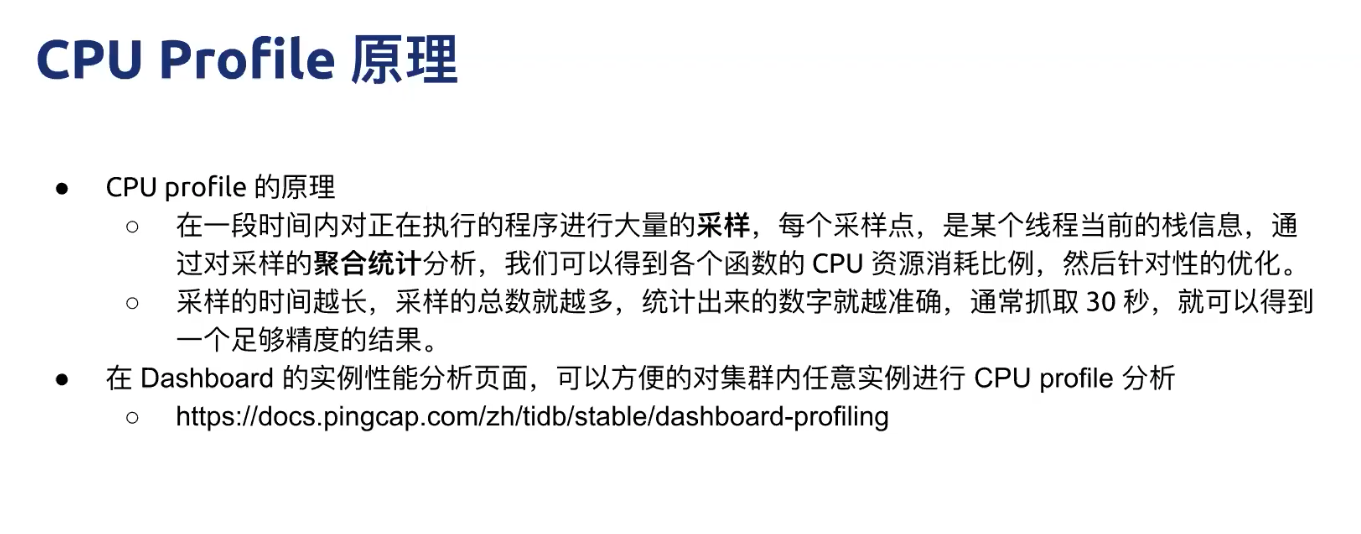 CPU Profile 原理
● CPU profile 的原理
○ 在一段时间内对正在执行的程序进行大量的采样，每个采样点，是某个线程当前的栈信息，通
过对采样的聚合统计分析，我们可以得到各个函数的 CPU 资源消耗比例，然后针对性的优化。
○ 采样的时间越长，采样的总数就越多，统计出来的数字就越准确，通常抓取 30 秒，就可以得到
一个足够精度的结果。
● 在 Dashboard 的实例性能分析页面，可以方便的对集群内任意实例进行 CPU profile 分析
○ https://docs.pingcap.com/zh/tidb/stable/dashboard-profiling